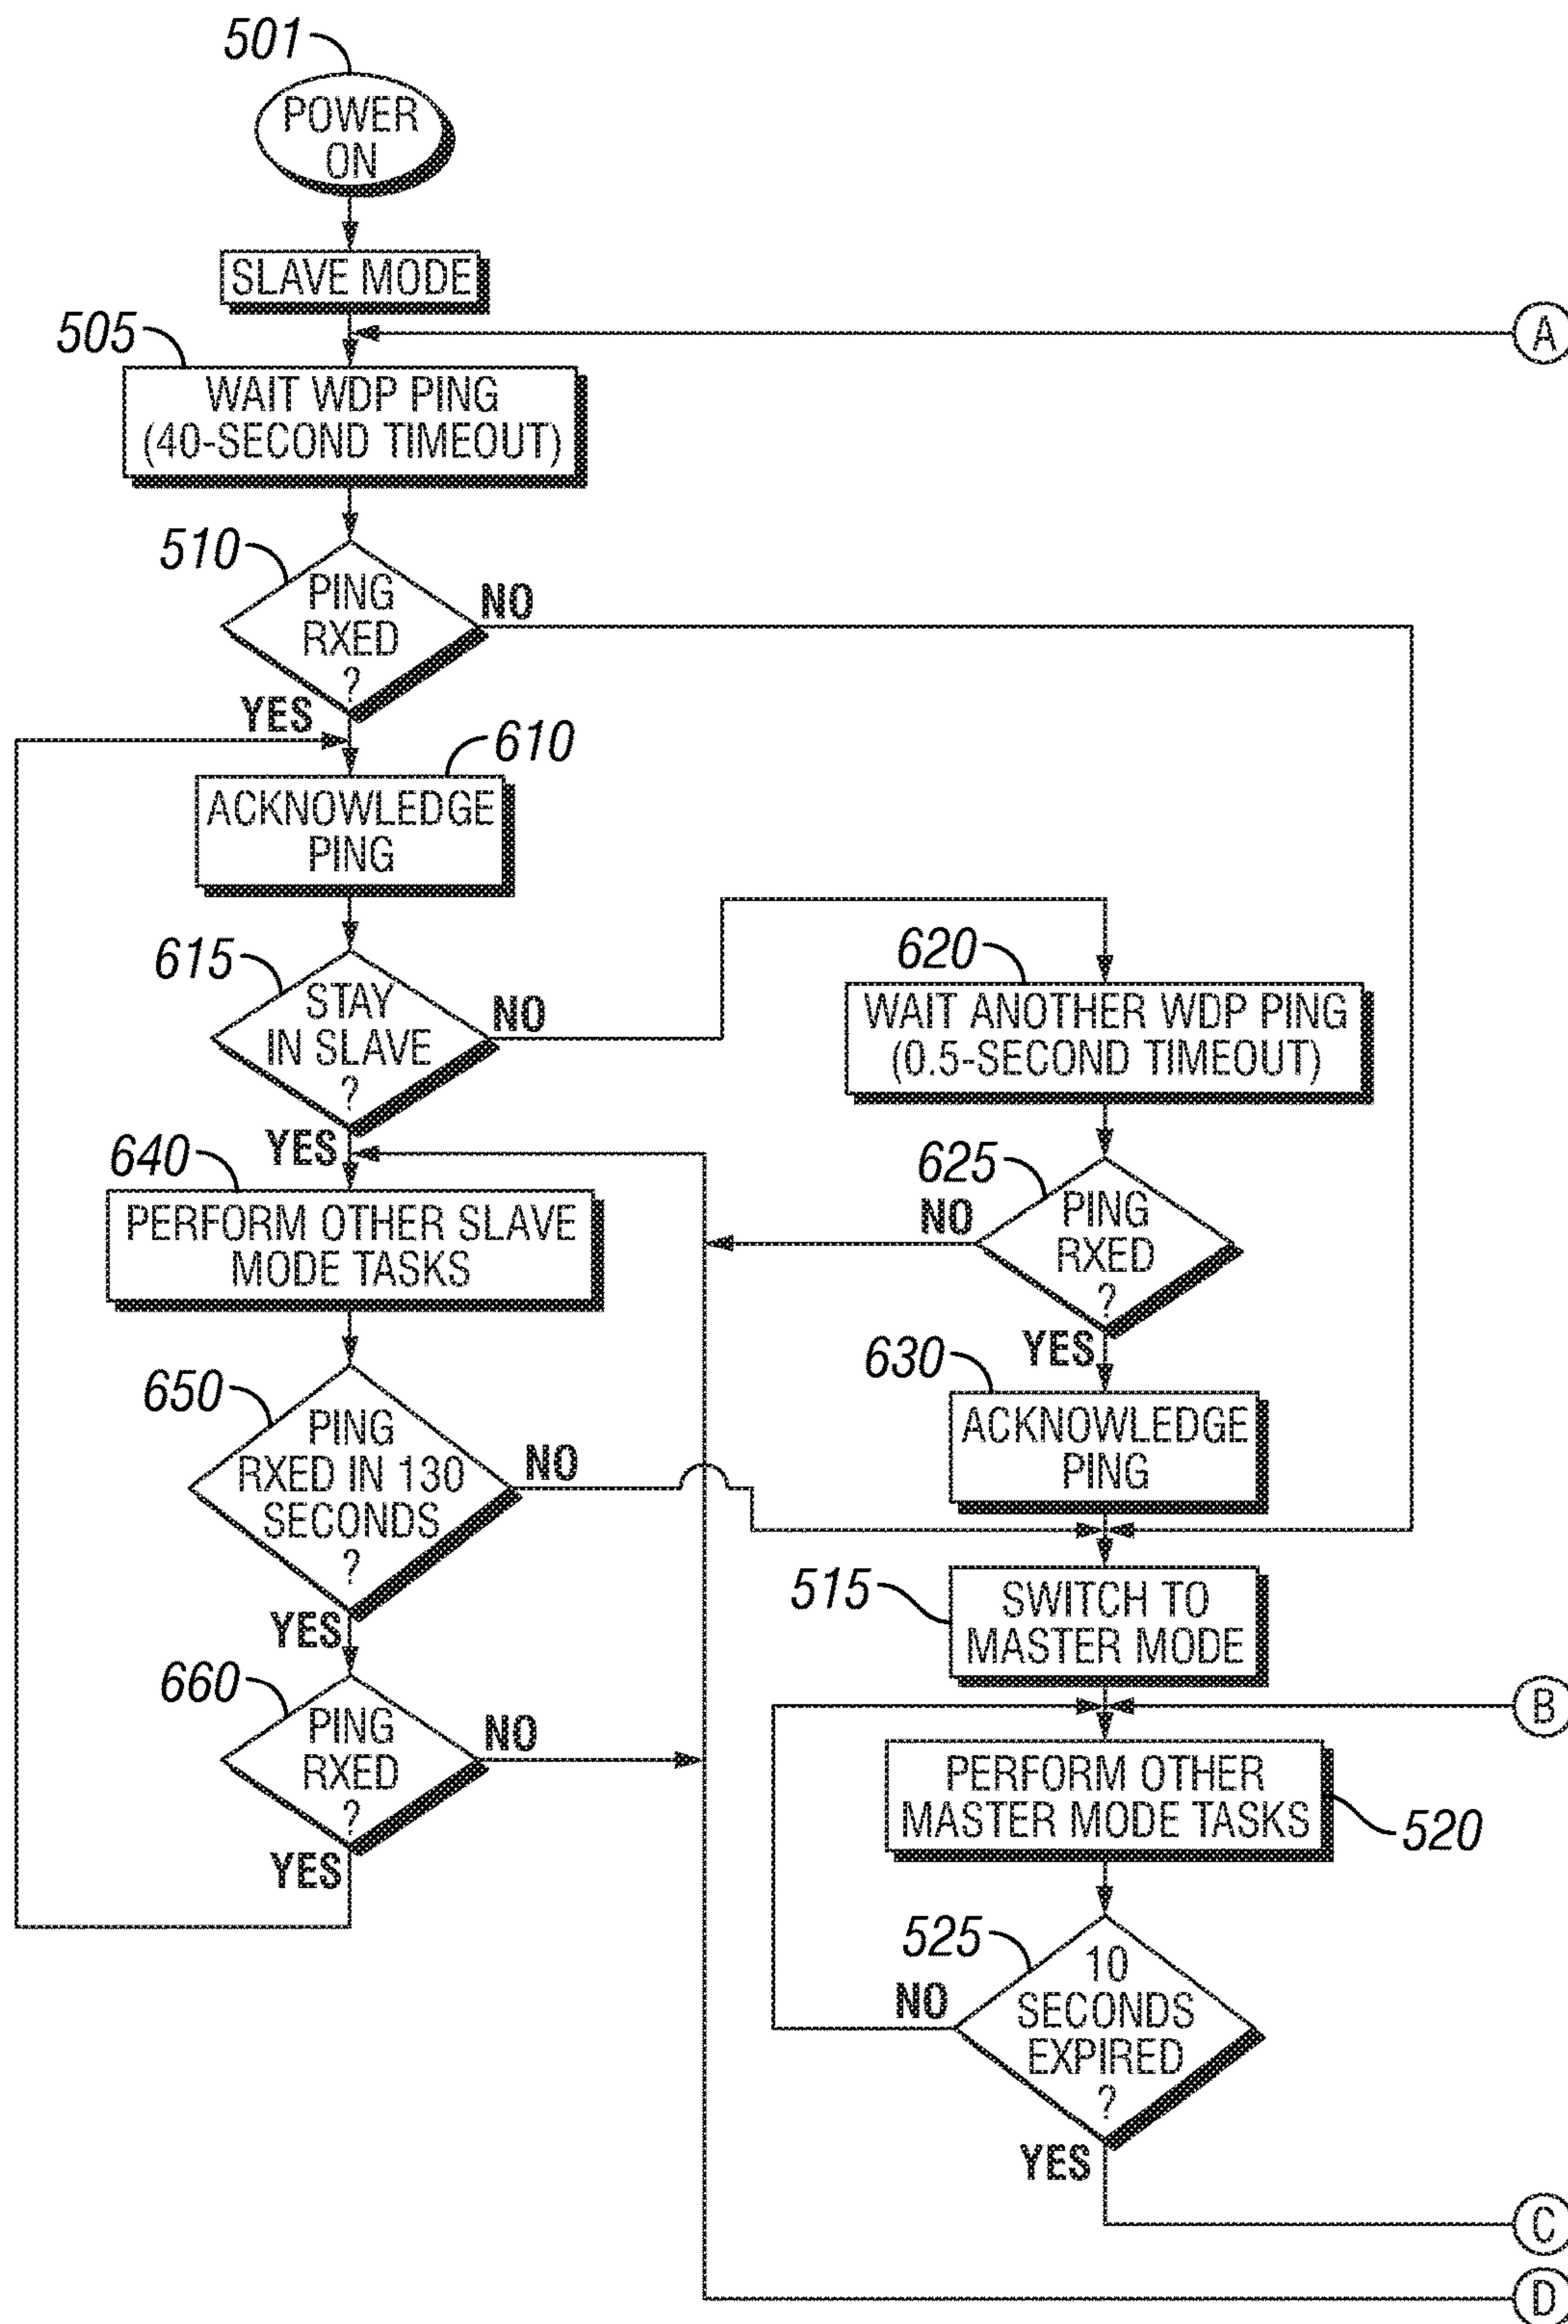 501
POWER
ON
SLAVE MODE
A
505
WAIT WDP PING
(40-SECOND TIMEOUT)
510
PING
RXED
?
NO
YES
610
ACKNOWLEDGE
PING
615
STAY
IN SLAVE
?
NO
YES
620
WAIT ANOTHER WDP PING
(0.5-SECOND TIMEOUT)
625
PING
RXED
?
NO
YES
630
ACKNOWLEDGE
PING
640
PERFORM OTHER SLAVE
MODE TASKS
650
PING
RXED IN 130
SECONDS
?
NO
YES
660
PING
RXED
?
NO
YES
515
SWITCH TO
MASTER MODE
B
PERFORM OTHER
MASTER MODE TASKS
520
525
10
SECONDS
EXPIRED
?
NO
YES
C
D